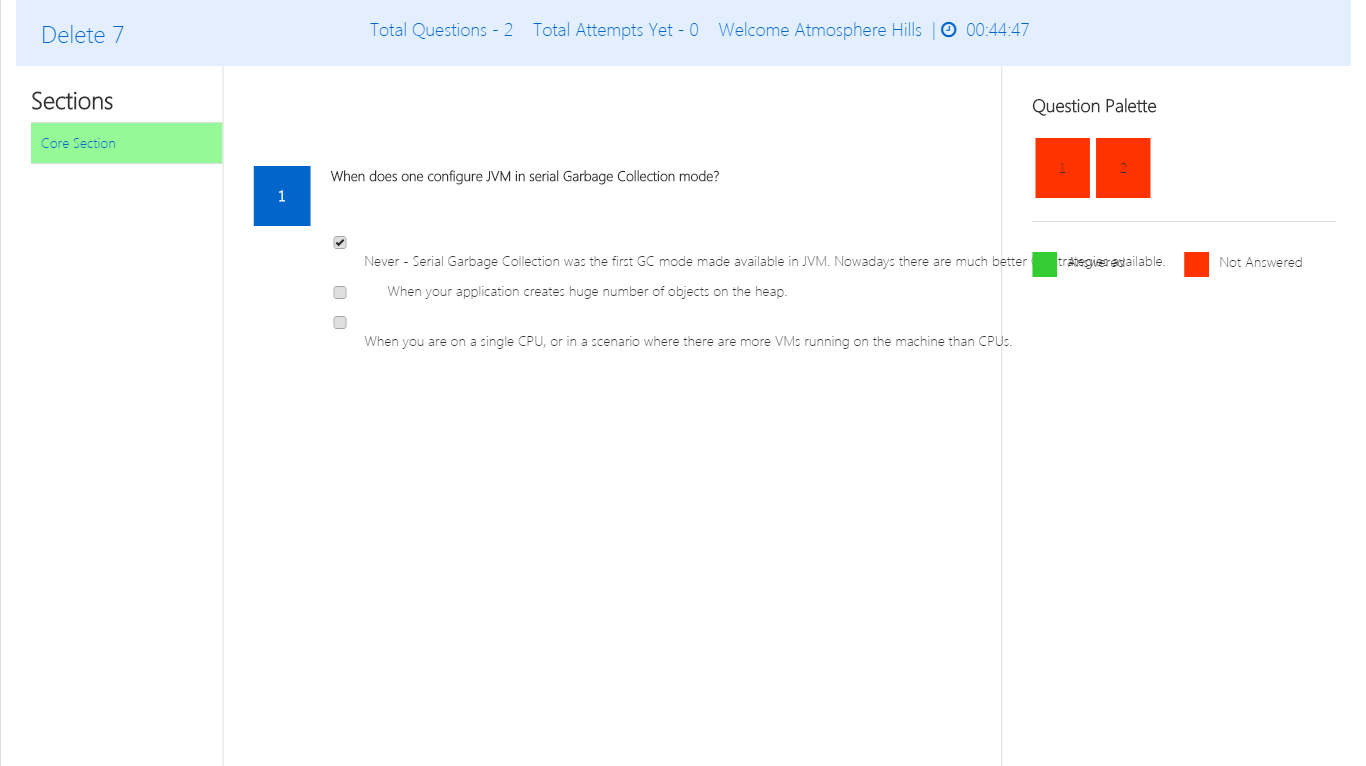 Delete 7
Total Questions - 2 Total Attempts Yet - 0 Welcome Atmosphere Hills | 00:44:47
Sections
Core Section
1
When does one configure JVM in serial Garbage Collection mode?
Never - Serial Garbage Collection was the first GC mode made available in JVM. Nowadays there are much better strategies available.
When your application creates huge number of objects on the heap.
When you are on a single CPU, or in a scenario where there are more VMs running on the machine than CPUs.
Question Palette
1 2
Answered
Not Answered